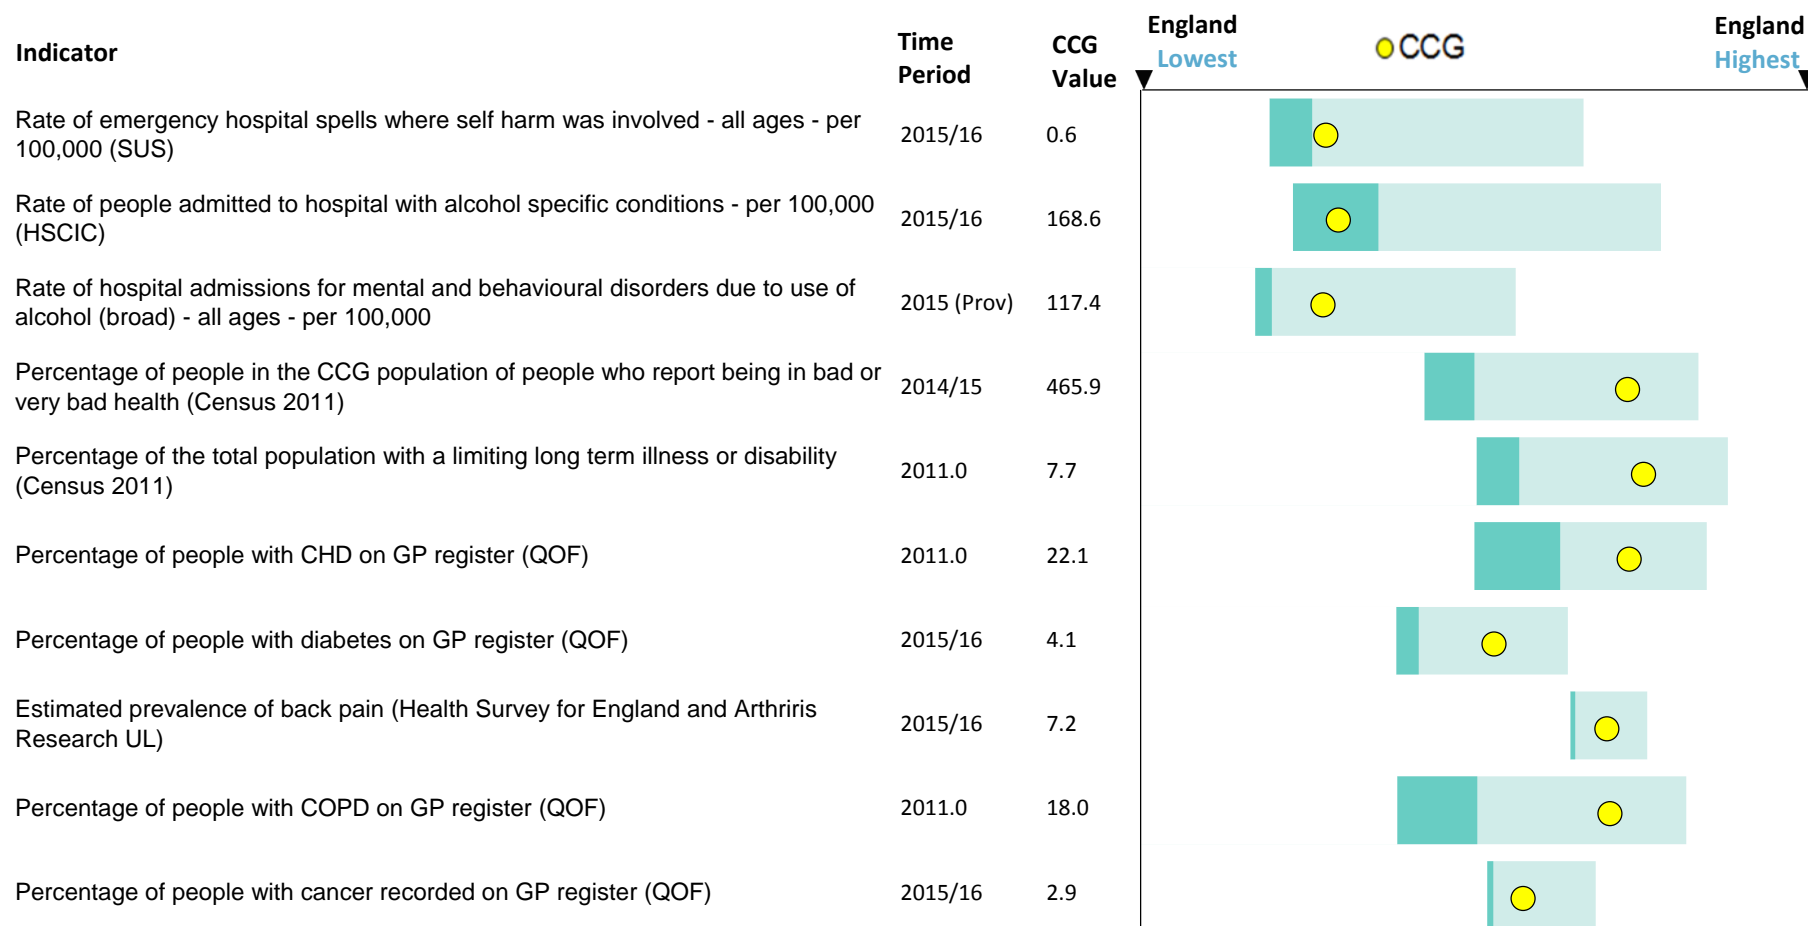 Indicator
Time
Period
CCG
Value
England
Lowest
CCG
England
Highest
Rate of emergency hospital spells where self harm was involved - all ages - per
100,000 (SUS)
2015/16
0.6
Rate of people admitted to hospital with alcohol specific conditions - per 100,000
(HSCIC)
2015/16
168.6
Rate of hospital admissions for mental and behavioural disorders due to use of
alcohol (broad) - all ages - per 100,000
2015 (Prov)
117.4
Percentage of people in the CCG population of people who report being in bad or
very bad health (Census 2011)
2014/15
465.9
Percentage of the total population with a limiting long term illness or disability
(Census 2011)
2011.0
7.7
Percentage of people with CHD on GP register (QOF)
2011.0
22.1
Percentage of people with diabetes on GP register (QOF)
2015/16
4.1
Estimated prevalence of back pain (Health Survey for England and Arthriris
Research UL)
2015/16
7.2
Percentage of people with COPD on GP register (QOF)
2011.0
18.0
Percentage of people with cancer recorded on GP register (QOF)
2015/16
2.9